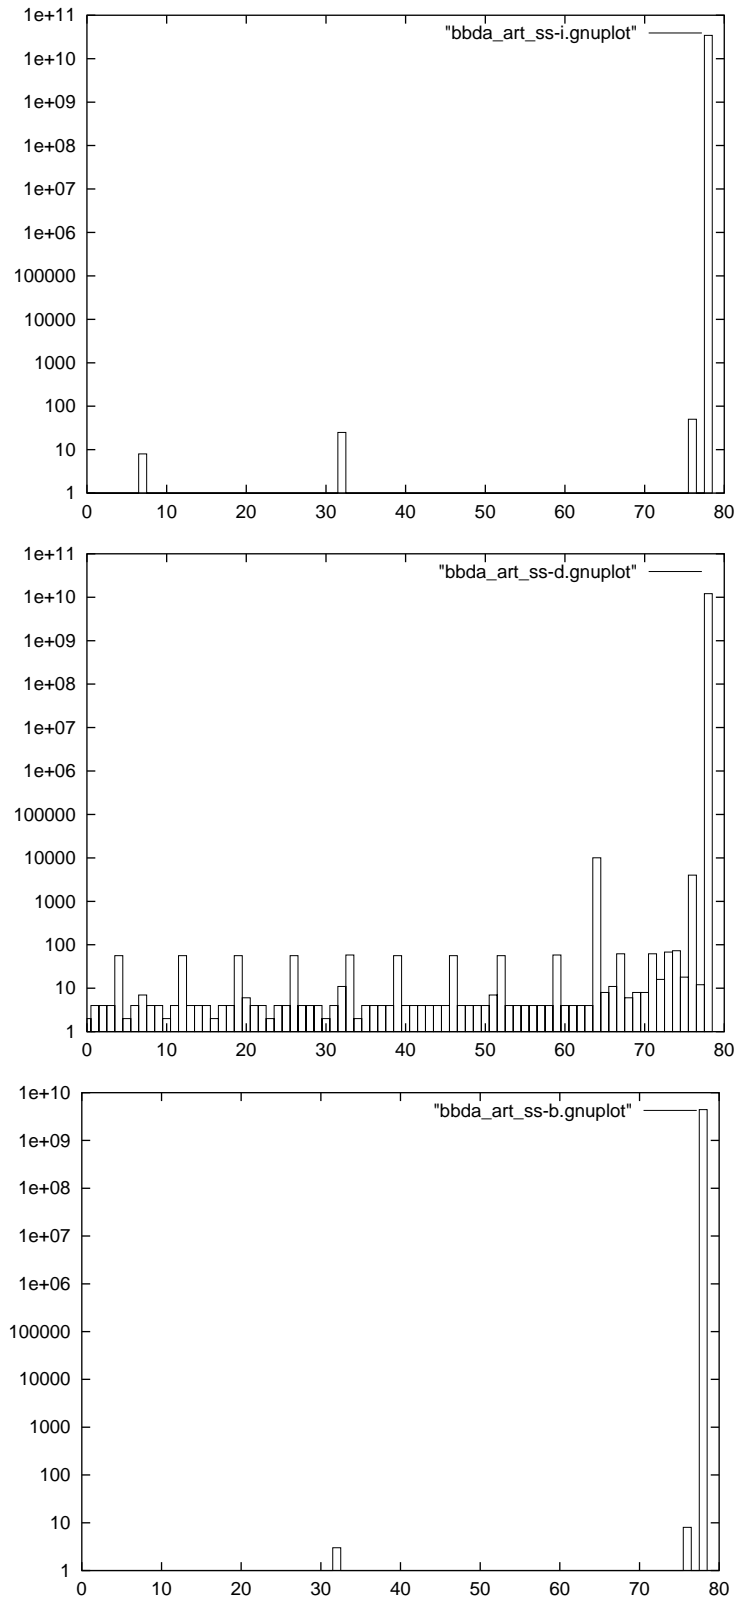 1e+11
"bbda_art_ss-i.gnuplot"
1e+10
1e+09
1e+08
1e+07
1e+06
100000
10000
1000
100
10
1
0 10 20 30 40 50 60 70 80
1e+11
"bbda_art_ss-d.gnuplot"
1e+10
1e+09
1e+08
1e+07
1e+06
100000
10000
1000
100
10
1
0 10 20 30 40 50 60 70 80
1e+10
"bbda_art_ss-b.gnuplot"
1e+09
1e+08
1e+07
1e+06
100000
10000
1000
100
10
1
0 10 20 30 40 50 60 70 80